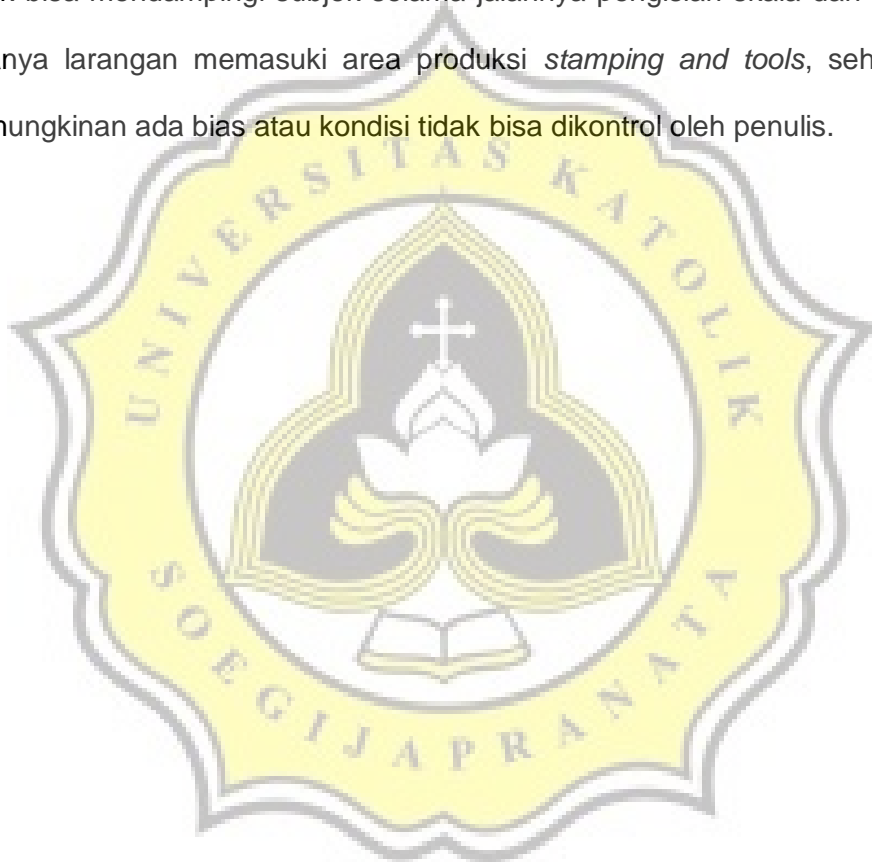 bisa mendampingi subjek selama jalannya pengisian skala dan
nya larangan memasuki area produksi stamping and tools, seh
ungkinan ada bias atau kondisi tidak bisa dikontrol oleh penulis.
UNIVERSITAS KATOLIK
SOEGIJAPRANATA